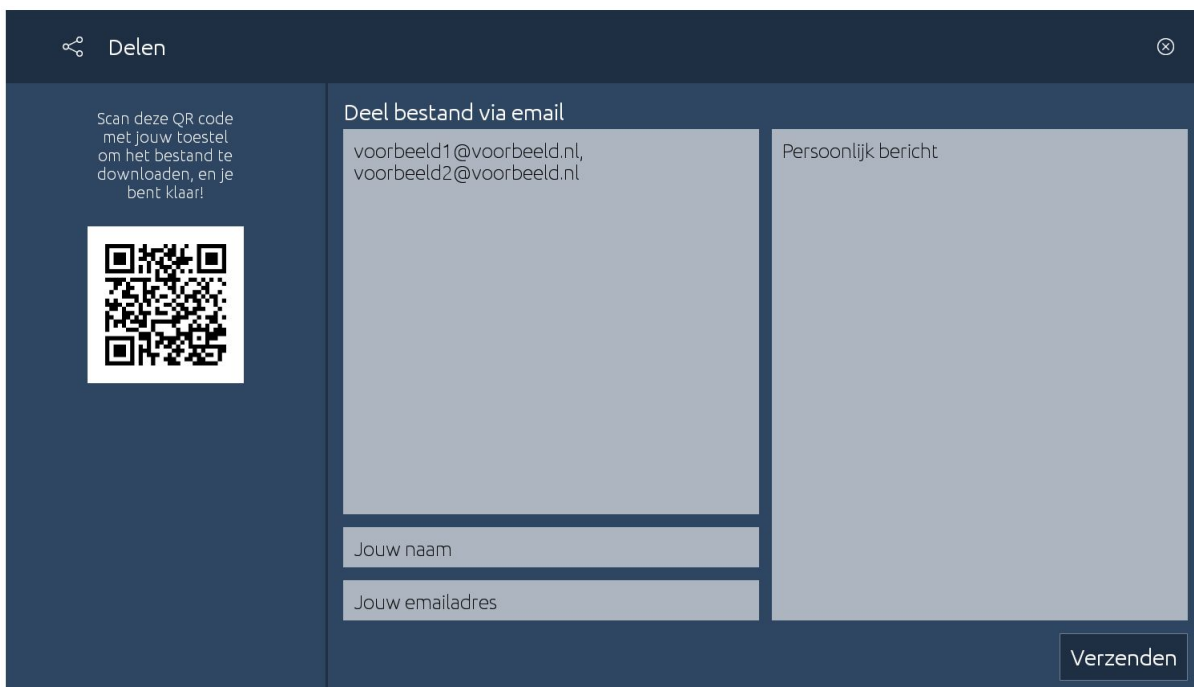 Delen
Scan deze QR code
met jouw toestel
om het bestand te
downloaden, en je
bent klaar!
Deel bestand via email
voorbeeld1@voorbeeld.nl,
voorbeeld2@voorbeeld.nl
Jouw naam
Jouw emailadres
Persoonlijk bericht
Verzenden